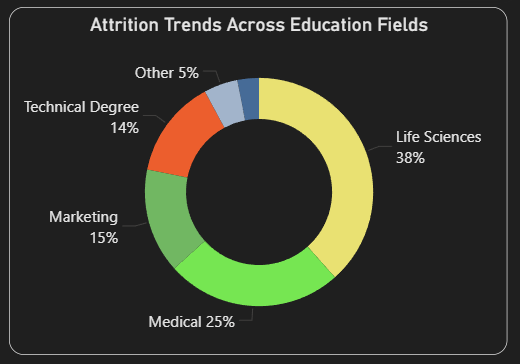 Attrition Trends Across Education Fields
Other 5%
Technical Degree
14%
Life Sciences
38%
Marketing
15%
Medical 25%